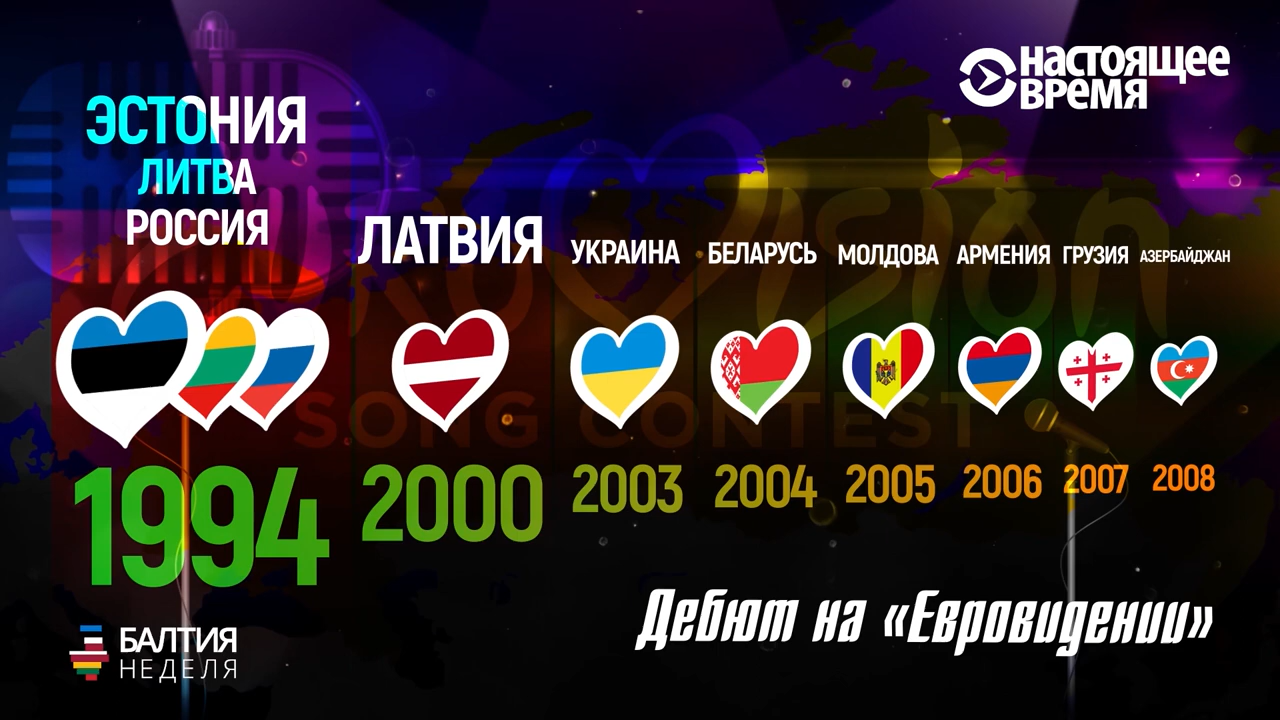 НАСТОЯЩЕЕ
ВРЕМЯ
ЭСТОНИЯ
ЛИТВА
РОССИЯ
ЛАТВИЯ
УКРАИНА
БЕЛАРУСЬ
МОЛДОВА
АРМЕНИЯ
ГРУЗИЯ
АЗЕРБАЙДЖАН
eurovision
SONG CONTEST
1994
2000
2003
2004
2005
2006
2007
2008
Дебют на «Евровидении»
БАЛТИЯ
НЕДЕЛЯ